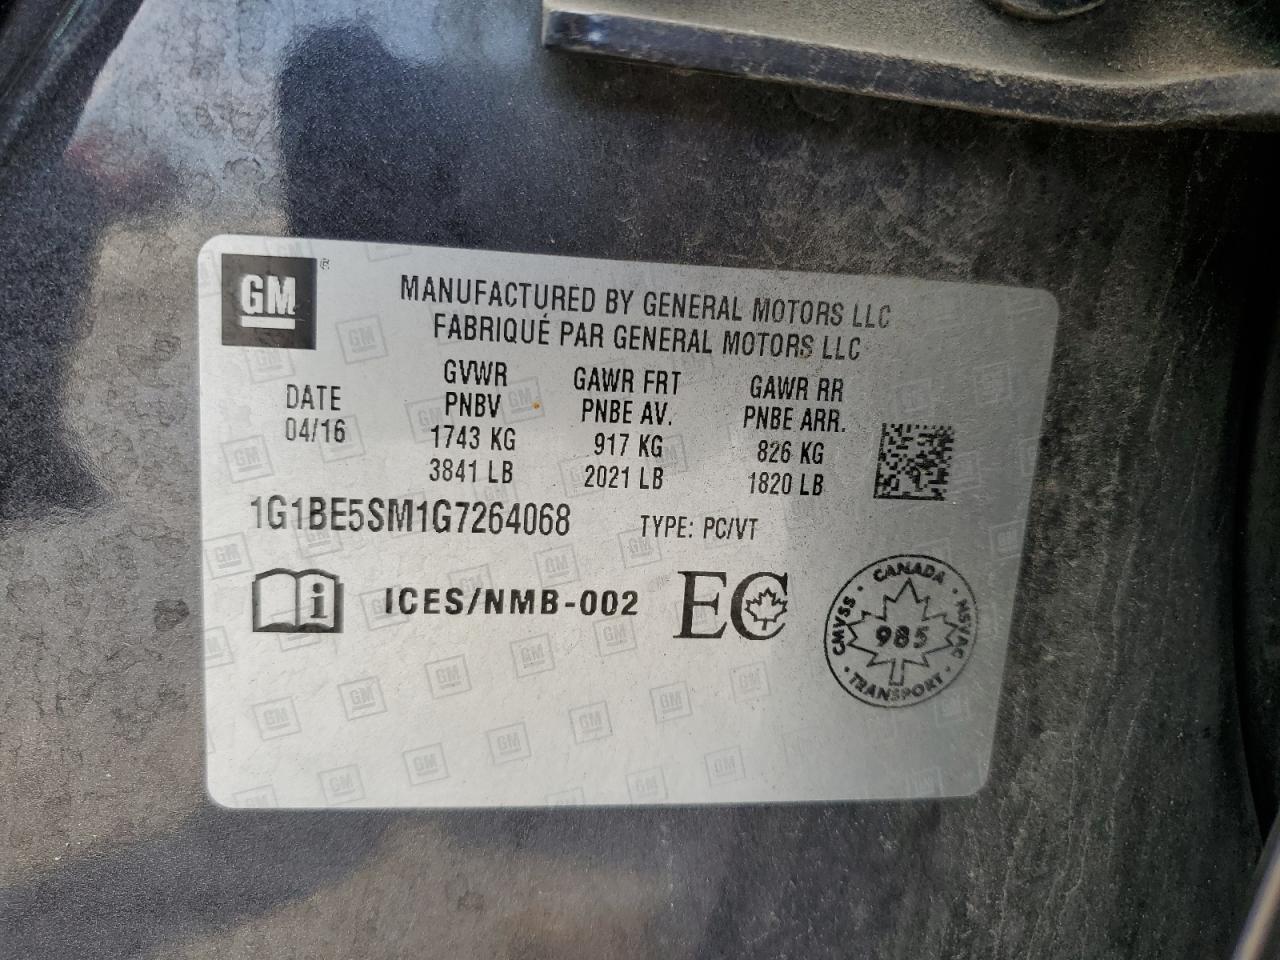 GM ®
MANUFACTURED BY GENERAL MOTORS LLC
FABRIQUÉ PAR GENERAL MOTORS LLC
DATE
04/16
GVWR
PNBV
1743 KG
3841 LB
GAWR FRT
PNBE AV.
917 KG
2021 LB
GAWR RR
PNBE ARR.
826 KG
1820 LB
1G1BE5SM1G7264068 TYPE: PC/VT
i ICES/NMB-002 EC
CANADA
CMVSS · 985 · NSVAC
TRANSPORT